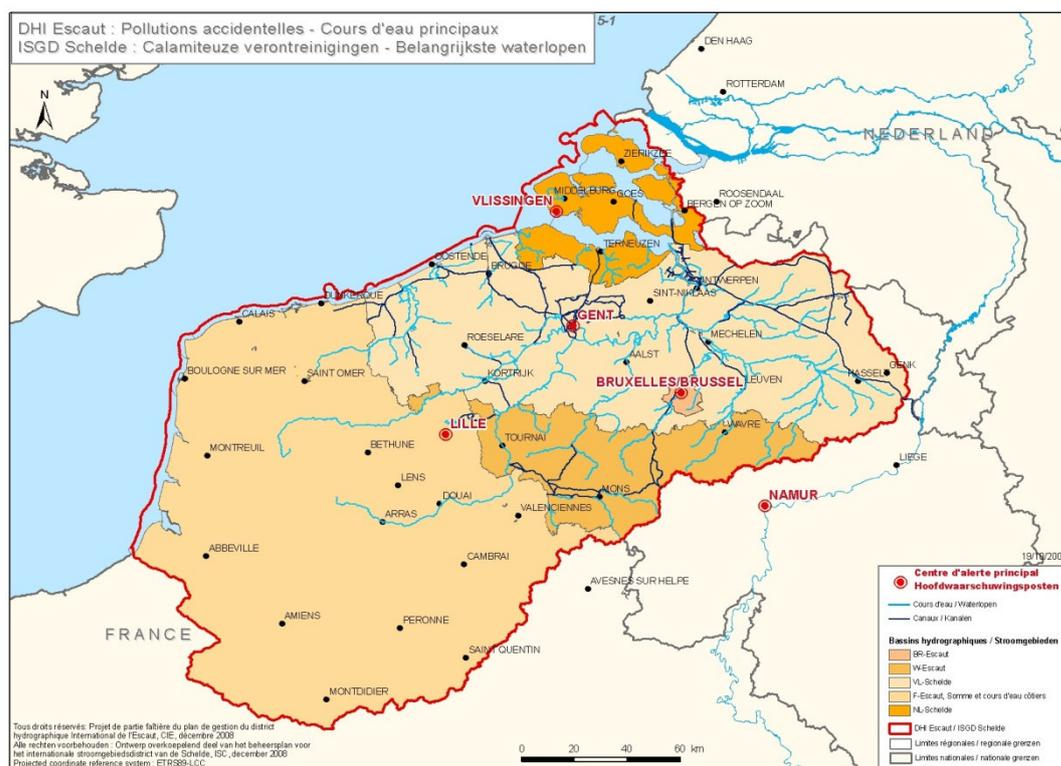 DHI Escaut : Pollutions accidentelles - Cours d'eau principaux
ISGD Schelde : Calamiteuze verontreinigingen - Belangrijkste waterlopen
5-1
N
DEN HAAG
ROTTERDAM
NEDERLAND
ZIERIKZEE
MIDDELBURG
GOES
ROOSENDAAL
BERGEN OP ZOOM
VLISSINGEN
TERNEUZEN
OOSTENDE
BRUGGE
ANTWERPEN
SINT-NIKLAAS
DUNKERQUE
CALAIS
GENT
ROESELARE
MECHELEN
AALST
BOULOGNE SUR MER
SAINT OMER
KORTRIJK
BRUXELLES/BRUSSEL
LEUVEN
HASSELT
GENK
LILLE
TOURNAI
WAVRE
MONTREUIL
BETHUNE
LIEGE
LENS
MONS
NAMUR
DOUAI
VALENCIENNES
ARRAS
ABBEVILLE
CAMBRAI
AVESNES SUR HELPE
AMIENS
PERONNE
FRANCE
SAINT QUENTIN
MONTDIDIER
Centre d'alerte principal
Hoofdwaarschuwingsposten
Cours d'eau / Waterlopen
Canaux / Kanalen
Bassins hydrographiques / Stroomgebieden
BR-Escaut
W-Escaut
VL-Schelde
F-Escaut, Somme et cours d'eau côtiers
NL-Schelde
DHI Escaut / ISGD Schelde
Limites régionales / regionale grenzen
Limites nationales / nationale grenzen
Tous droits réservés: Projet de partie faîtière du plan de gestion du district
hydrographique International de l'Escaut, CIE, décembre 2008
Alle rechten voorbehouden : Ontwerp overkoepelend deel van het beheersplan voor
het internationale stroomgebiedsdistrict van de Schelde, ISC, december 2008
Projected coordinate reference system : ETRS89-LCC
0 20 40 60 km